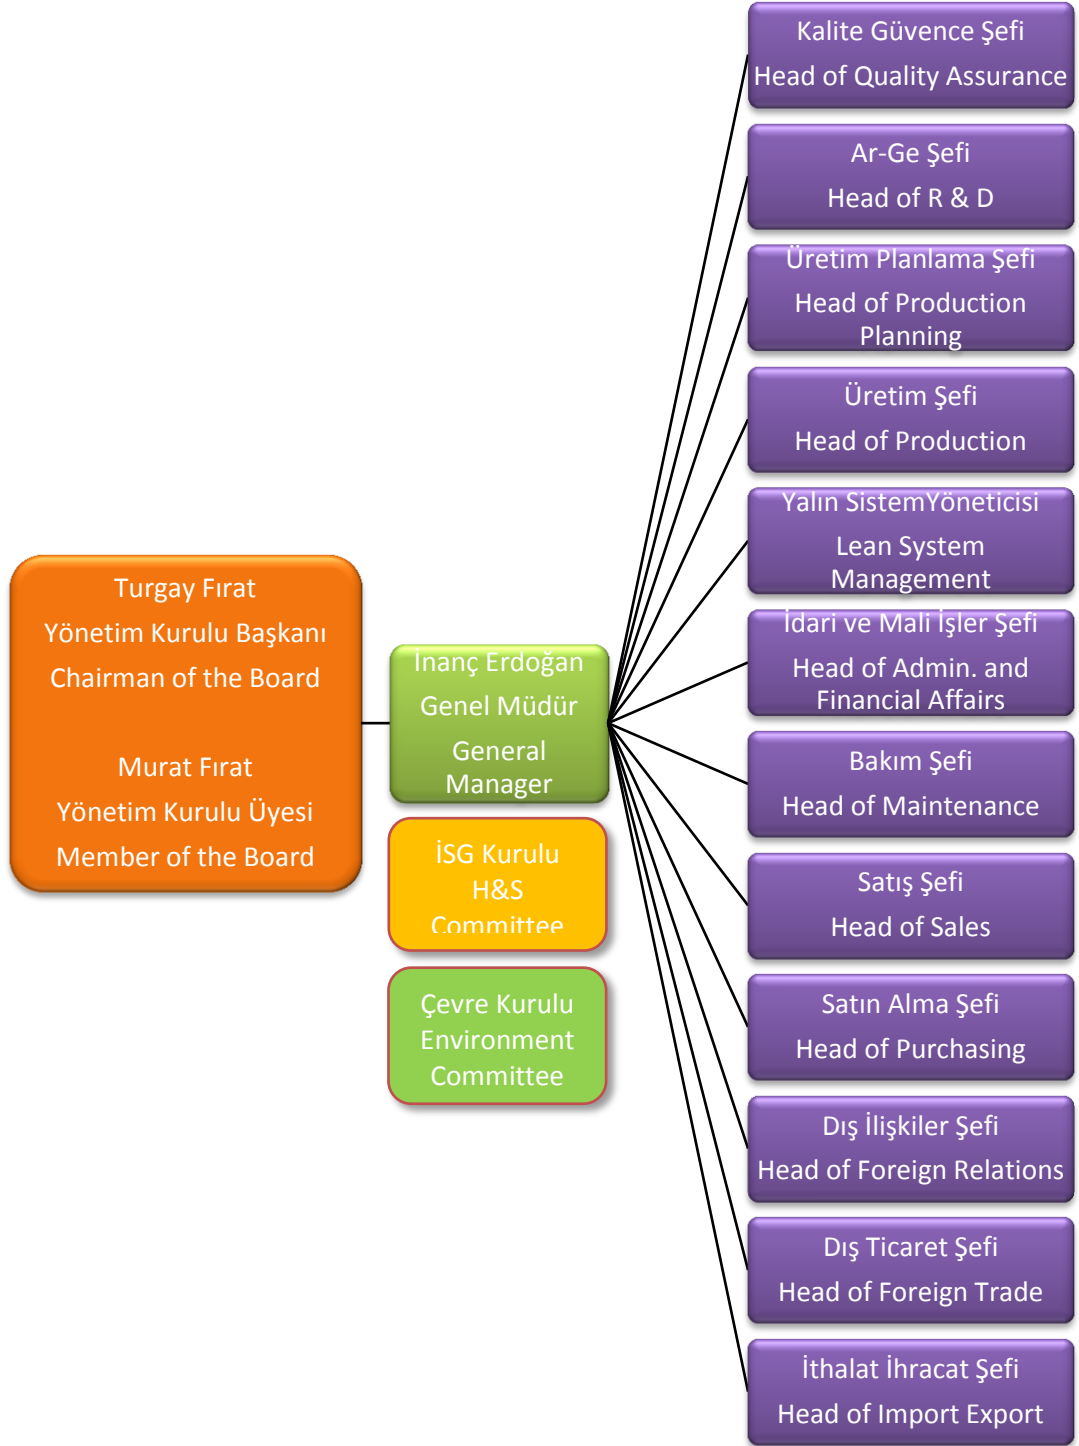 Turgay Fırat
Yönetim Kurulu Başkanı
Chairman of the Board
Murat Fırat
Yönetim Kurulu Üyesi
Member of the Board
İnanç Erdoğan
Genel Müdür
General
Manager
İSG Kurulu
H&S
Committee
Çevre Kurulu
Environment
Committee
Kalite Güvence Şefi
Head of Quality Assurance
Ar-Ge Şefi
Head of R & D
Üretim Planlama Şefi
Head of Production
Planning
Üretim Şefi
Head of Production
Yalın SistemYöneticisi
Lean System
Management
İdari ve Mali İşler Şefi
Head of Admin. and
Financial Affairs
Bakım Şefi
Head of Maintenance
Satış Şefi
Head of Sales
Satın Alma Şefi
Head of Purchasing
Dış İlişkiler Şefi
Head of Foreign Relations
Dış Ticaret Şefi
Head of Foreign Trade
İthalat İhracat Şefi
Head of Import Export